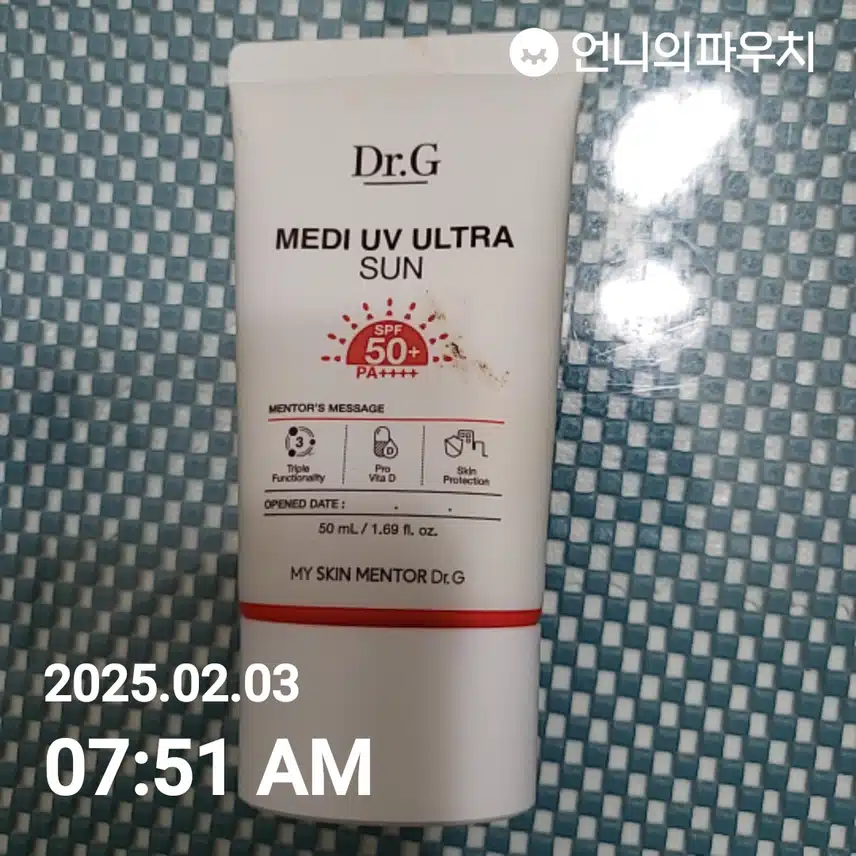 언니의파우치
Dr.G
MEDI UV ULTRA
SUN
SPF
50+
PA++++
MENTOR'S MESSAGE
3
Triple
Functionality
D
Pro
Vita D
Skin
Protection
OPENED DATE : . .
50 mL / 1.69 fl. oz.
MY SKIN MENTOR Dr.G
2025.02.03
07:51 AM